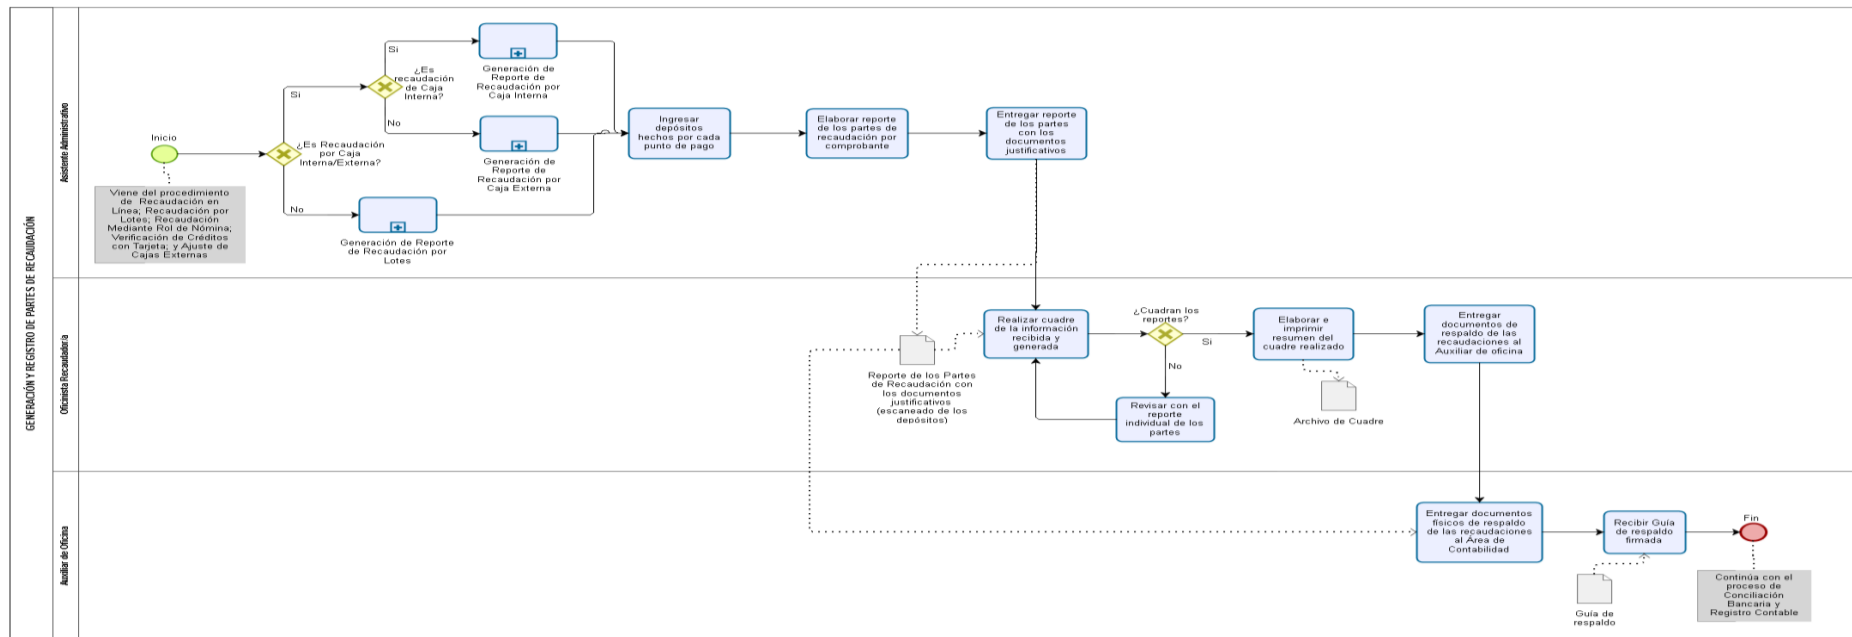 GENERACIÓN Y REGISTRO DE PARTES DE RECAUDACIÓN
Asistente Administrativo
Inicio
Viene del procedimiento
de Recaudación en
Línea; Recaudación por
Lotes; Recaudación
Mediante Rol de Nómina;
Verificación de Créditos
con Tarjeta; y Ajuste de
Cajas Externas
¿Es Recaudación
por Caja
Interna/Externa?
Si
No
¿Es
recaudación
de Caja
Interna?
Si
No
Generación de
Reporte de
Recaudación por
Caja Interna
Generación de
Reporte de
Recaudación por
Caja Externa
Generación de Reporte
de Recaudación por
Lotes
Ingresar
depósitos
hechos por cada
punto de pago
Elaborar reporte
de los partes de
recaudación por
comprobante
Entregar reporte
de los partes
con los
documentos
justificativos
Oficinista Recaudador/a
Reporte de los Partes
de Recaudación con
los documentos
justificativos
(escaneado de los
depósitos)
Realizar cuadre
de la información
recibida y
generada
¿Cuadran los
reportes?
Si
No
Revisar con el
reporte
individual de los
partes
Elaborar e
imprimir
resumen del
cuadre realizado
Archivo de Cuadre
Entregar
documentos de
respaldo de las
recaudaciones al
Auxiliar de oficina
Auxiliar de Oficina
Entregar documentos
físicos de respaldo
de las recaudaciones
al Área de
Contabilidad
Recibir Guía
de respaldo
firmada
Guía de
respaldo
Fin
Continúa con el
proceso de
Conciliación
Bancaria y
Registro Contable